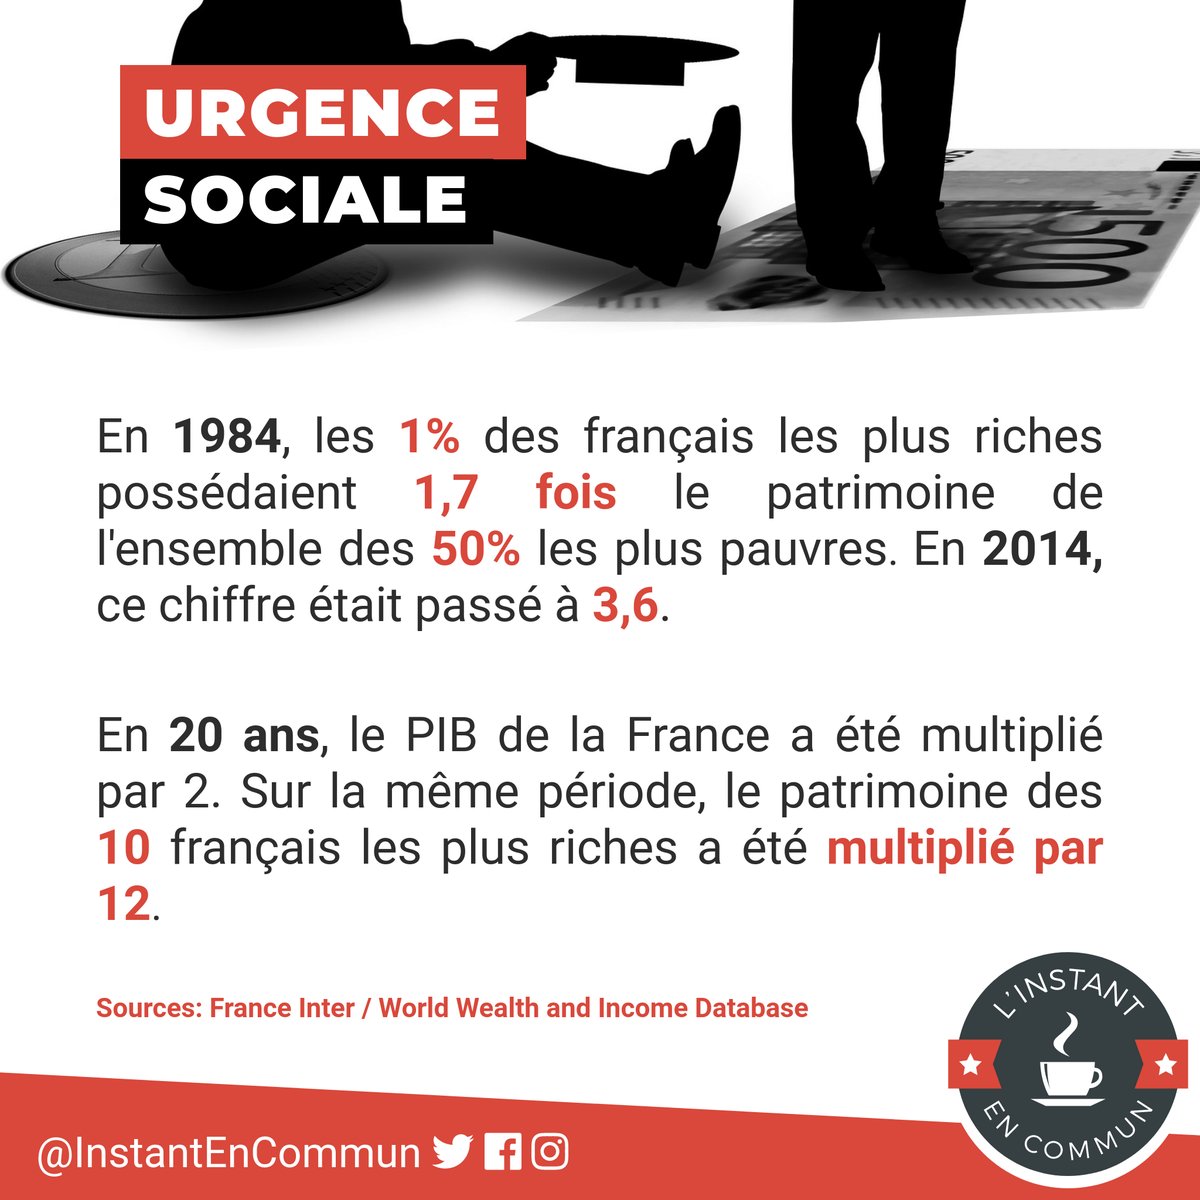 URGENCE
SOCIALE
500
En 1984, les 1% des français les plus riches
possédaient 1,7 fois le patrimoine de
l'ensemble des 50% les plus pauvres. En 2014,
ce chiffre était passé à 3,6.
En 20 ans, le PIB de la France a été multiplié
par 2. Sur la même période, le patrimoine des
10 français les plus riches a été multiplié par
12.
Sources: France Inter / World Wealth and Income Database
L'INSTANT
EN COMMUN
@InstantEnCommun